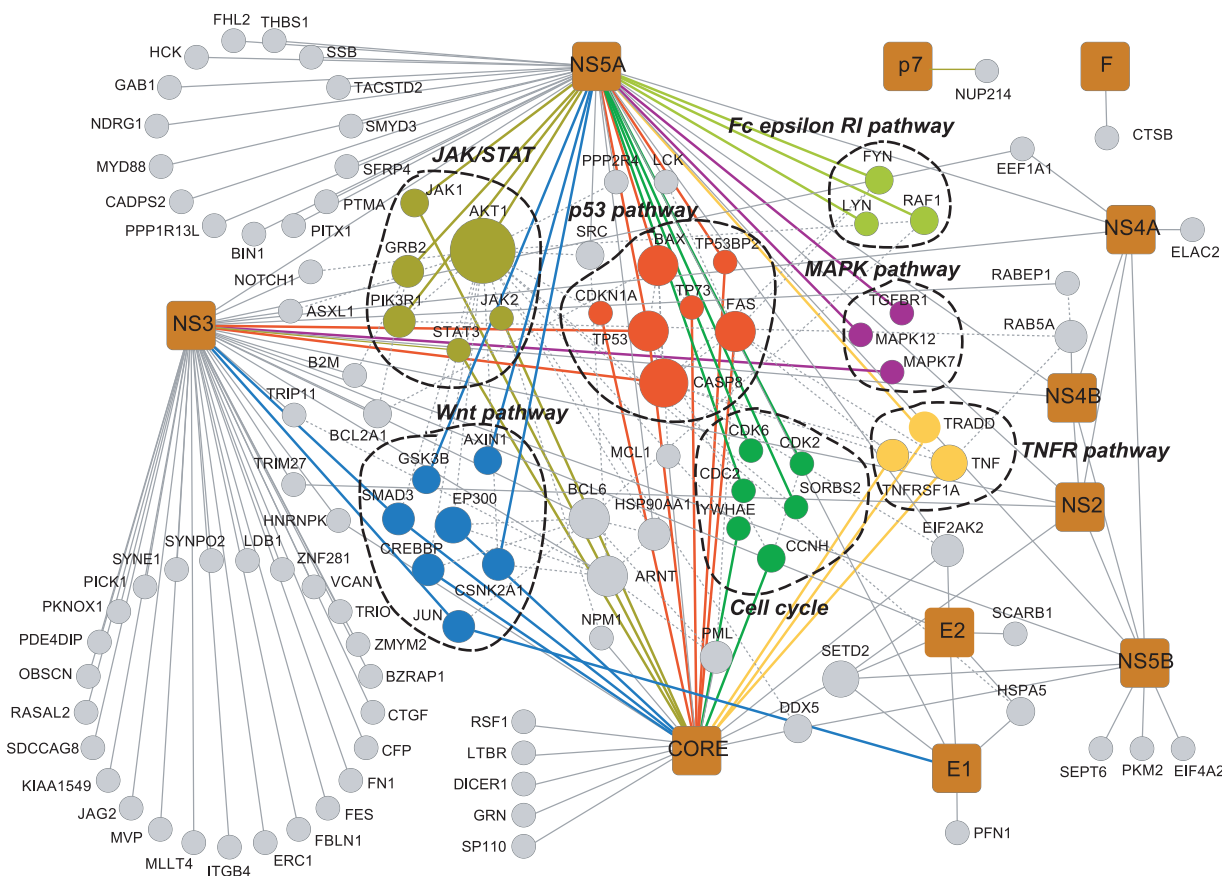 FHL2
THBS1
HCK
SSB
NS5A
p7
F
GAB1
TACSTD2
NUP214
NDRG1
SMYD3
Fc epsilon RI pathway
CTSB
MYD88
SFRP4
JAK/STAT
PPP2R4
LCK
FYN
EEF1A1
CADPS2
PTMA
JAK1
AKT1
LYN
RAF1
PPP1R13L
PITX1
p53 pathway
NS4A
BIN1
GRB2
SRC
BAX
TP53BP2
ELAC2
NOTCH1
MAPK pathway
RABEP1
PIK3R1
JAK2
CDKN1A
TP73
FAS
TGFBR1
NS3
ASXL1
RAB5A
STAT3
TP53
MAPK12
B2M
MAPK7
TRIP11
CASP8
NS4B
BCL2A1
Wnt pathway
AXIN1
CDK6
CDK2
TRADD
TNFR pathway
GSK3B
MCL1
TNF
TRIM27
CDC2
SORBS2
TNFRSF1A
SMAD3
EP300
BCL6
HSP90AA1
YWHAE
NS2
HNRNPK
EIF2AK2
CREBBP
CCNH
SYNE1
SYNPO2
LDB1
ZNF281
CSNK2A1
ARNT
PICK1
VCAN
PKNOX1
TRIO
JUN
NPM1
Cell cycle
SCARB1
PDE4DIP
ZMYM2
PML
E2
SETD2
NS5B
OBSCN
BZRAP1
HSPA5
RASAL2
CTGF
RSF1
DDX5
SDCCAG8
CFP
LTBR
CORE
KIAA1549
FN1
DICER1
E1
SEPT6
PKM2
EIF4A2
JAG2
FES
GRN
MVP
FBLN1
SP110
PFN1
MLLT4
ITGB4
ERC1